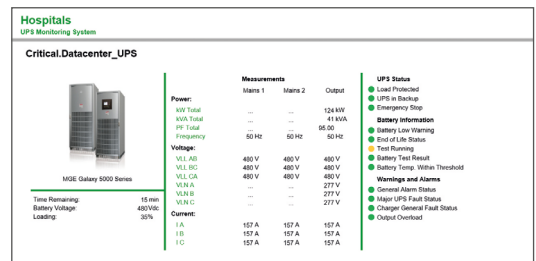 Hospitals
UPS Monitoring System
Critical.Datacenter_UPS
MGE Galaxy 5000 Series
Time Remaining: 15 min
Battery Voltage: 480 Vdc
Loading: 35%
Measurements
Mains 1 Mains 2 Output
Power:
kW Total ... ... 124 kW
kVA Total ... ... 41 kVA
PF Total ... ... 95.00
Frequency 50 Hz 50 Hz 50 Hz
Voltage:
VLL AB 480 V 480 V 480 V
VLL BC 480 V 480 V 480 V
VLL CA 480 V 480 V 480 V
VLN A ... ... 277 V
VLN B ... ... 277 V
VLN C ... ... 277 V
Current:
I A 157 A 157 A 157 A
I B 157 A 157 A 157 A
I C 157 A 157 A 157 A
UPS Status
Load Protected
UPS in Backup
Emergency Stop
Battery Information
Battery Low Warning
End of Life Status
Test Running
Battery Test Result
Battery Temp. Within Threshold
Warnings and Alarms
General Alarm Status
Major UPS Fault Status
Charger General Fault Status
Output Overload